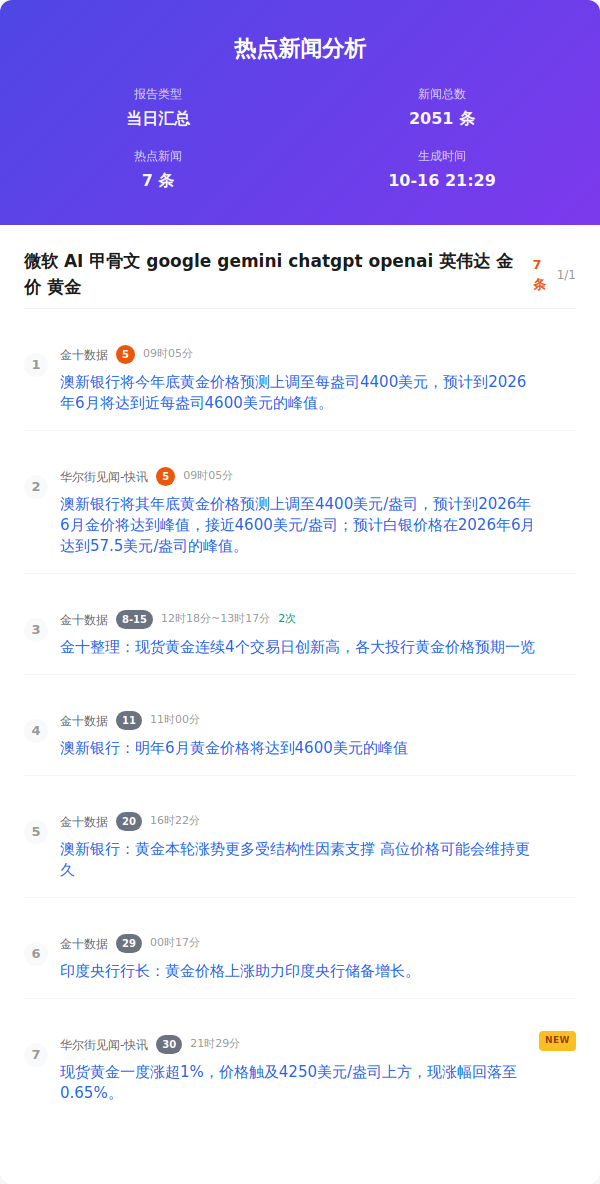 热点新闻分析
报告类型
新闻总数
当日汇总
2051 条
热点新闻
生成时间
7 条
10-16 21:29
微软 AI 甲骨文 google gemini chatgpt openai 英伟达 金
价 黄金
7
条
1/1
1
金十数据 5 09时05分
澳新银行将今年底黄金价格预测上调至每盎司4400美元，预计到2026
年6月将达到近每盎司4600美元的峰值。
2
华尔街见闻-快讯 5 09时05分
澳新银行将其年底黄金价格预测上调至4400美元/盎司，预计到2026年
6月金价将达到峰值，接近4600美元/盎司；预计白银价格在2026年6月
达到57.5美元/盎司的峰值。
3
金十数据 8-15 12时18分~13时17分 2次
金十整理：现货黄金连续4个交易日创新高，各大投行黄金价格预期一览
4
金十数据 11 11时00分
澳新银行：明年6月黄金价格将达到4600美元的峰值
5
金十数据 20 16时22分
澳新银行：黄金本轮涨势更多受结构性因素支撑 高位价格可能会维持更
久
6
金十数据 29 00时17分
印度央行行长：黄金价格上涨助力印度央行储备增长。
7
华尔街见闻-快讯 30 21时29分
NEW
现货黄金一度涨超1%，价格触及4250美元/盎司上方，现涨幅回落至
0.65%。